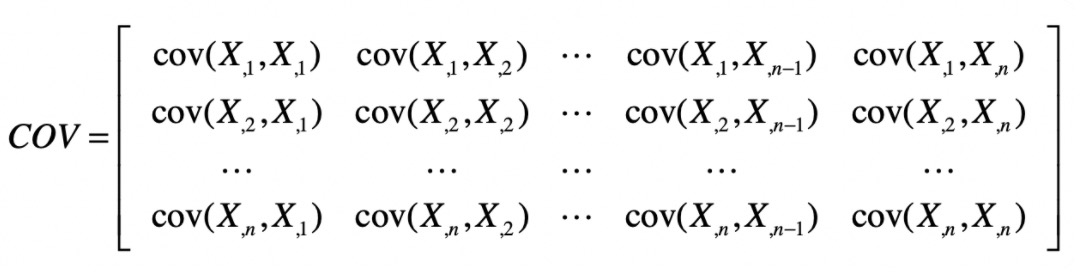 cov(X,1,X,1) cov(X,1,X,2) ⋯ cov(X,1,X,n−1) cov(X,1,X,n)
cov(X,2,X,1) cov(X,2,X,2) ⋯ cov(X,2,X,n−1) cov(X,2,X,n)
COV =
⋯ ⋯ ⋯ ⋯ ⋯
cov(X,n,X,1) cov(X,n,X,2) ⋯ cov(X,n,X,n−1) cov(X,n,X,n)